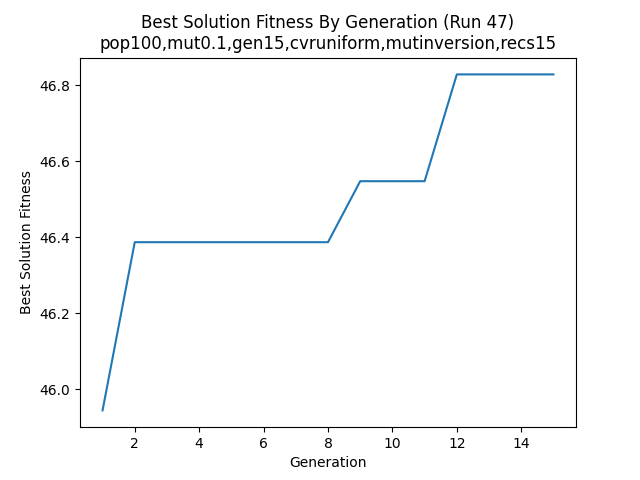 Best Solution Fitness By Generation (Run 47)
pop100,mut0.1,gen15,cvruniform,mutinversion,recs15
46.8
46.6
46.4
46.2
46.0
Best Solution Fitness
2 4 6 8 10 12 14
Generation